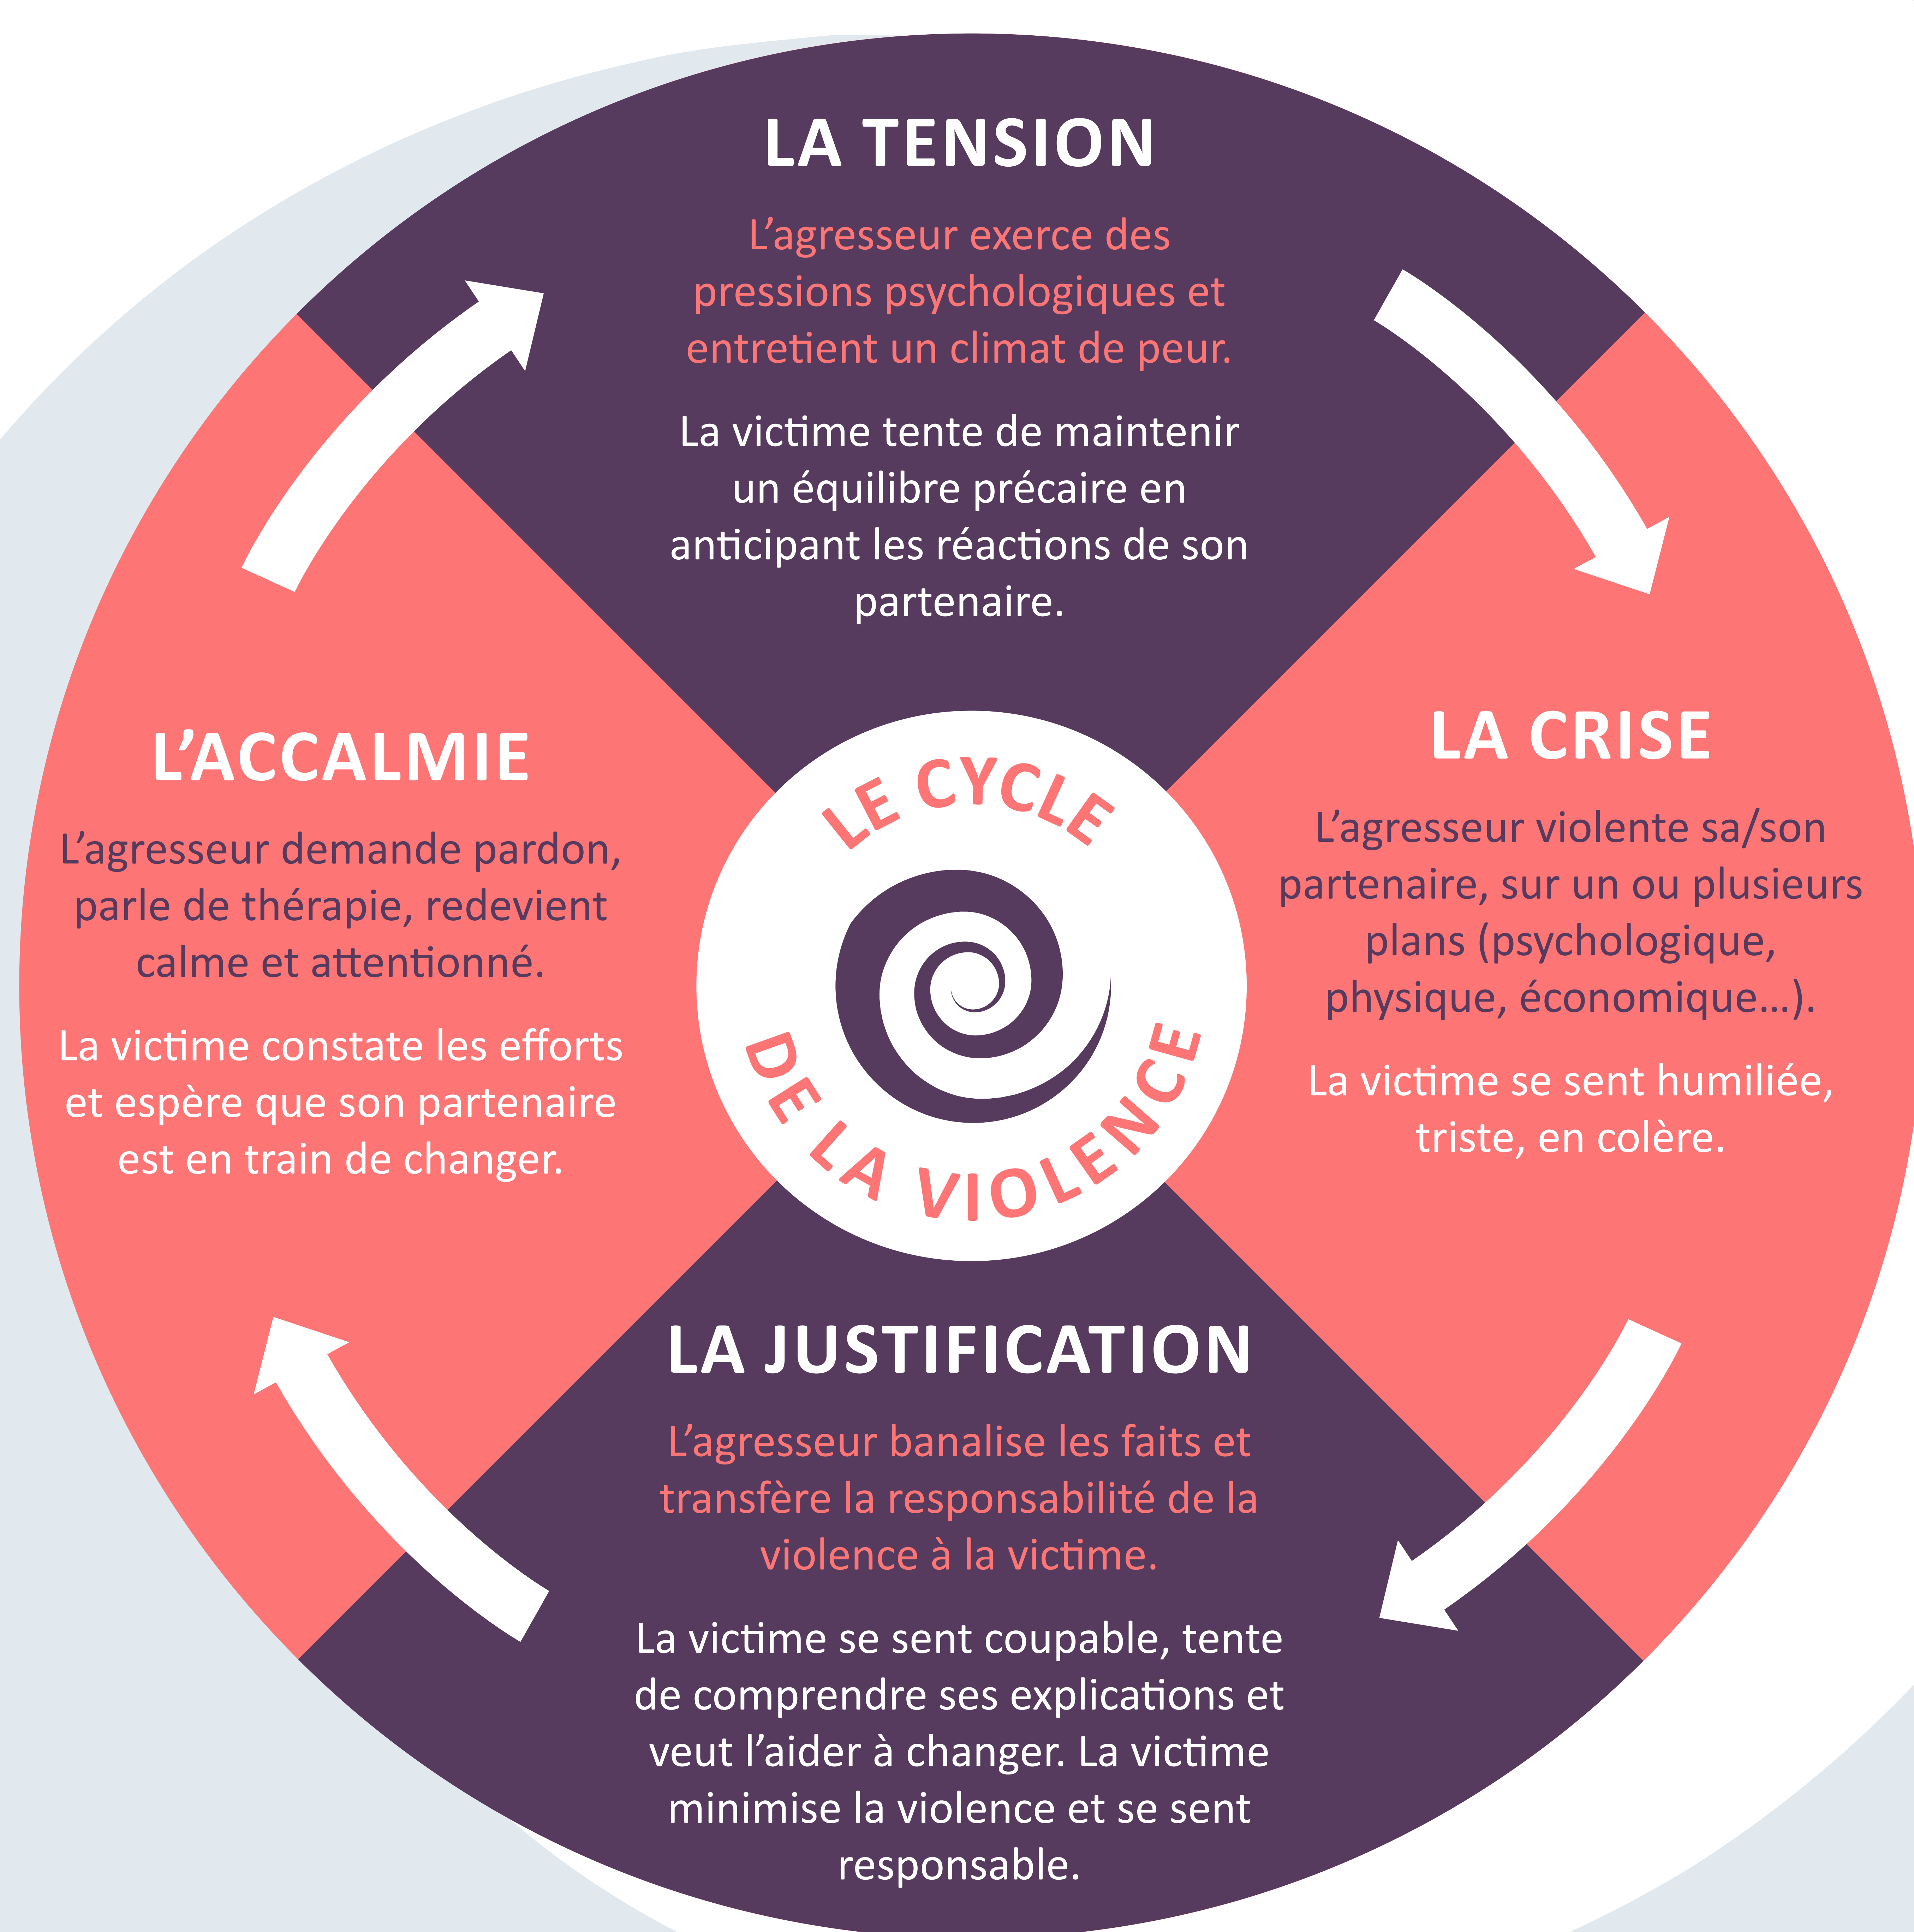 LA TENSION
L’agresseur exerce des
pressions psychologiques et
entretient un climat de peur.
La victime tente de maintenir
un équilibre précaire en
anticipant les réactions de son
partenaire.
LA CRISE
L’agresseur violente sa/son
partenaire, sur un ou plusieurs
plans (psychologique,
physique, économique...).
La victime se sent humiliée,
triste, en colère.
LA JUSTIFICATION
L’agresseur banalise les faits et
transfère la responsabilité de la
violence à la victime.
La victime se sent coupable, tente
de comprendre ses explications et
veut l’aider à changer. La victime
minimise la violence et se sent
responsable.
L’ACCALMIE
L’agresseur demande pardon,
parle de thérapie, redevient
calme et attentionné.
La victime constate les efforts
et espère que son partenaire
est en train de changer.
LE CYCLE
DE LA VIOLENCE